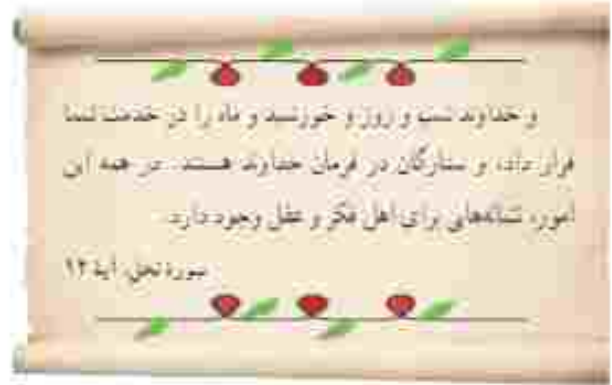 و خداوند شب و روز و خورشید و ماه را در خدمت شما
قرار داد، و ستارگان در فرمان خداوند هستند. در همه این
امور، نشانه‌هایی برای اهل فکر و عقل وجود دارد.
سورهٔ نحل، آیهٔ ۱۲